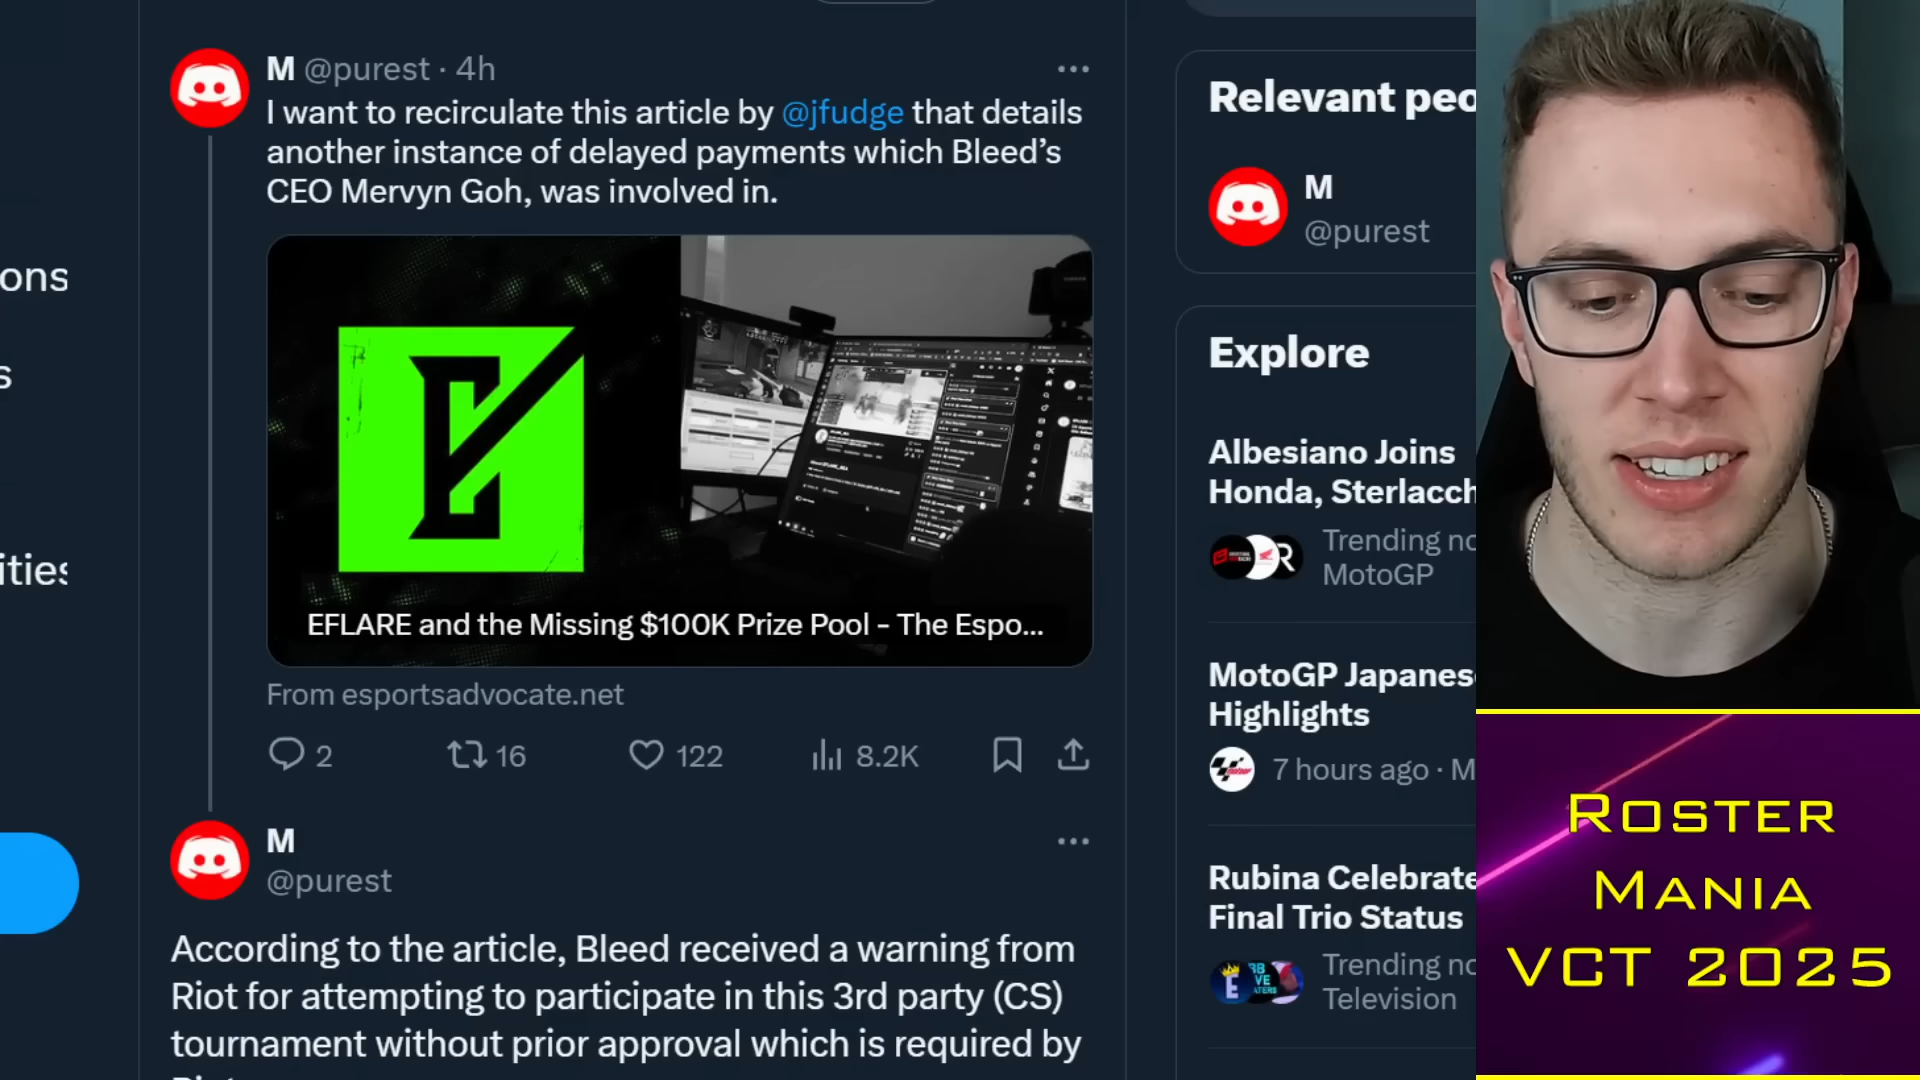 M @purest · 4h
I want to recirculate this article by @jfudge that details
another instance of delayed payments which Bleed's
CEO Mervyn Goh, was involved in.
EFLARE and the Missing $100K Prize Pool – The Espo...
From esportsadvocate.net
2 16 122 8.2K
M
@purest
According to the article, Bleed received a warning from
Riot for attempting to participate in this 3rd party (CS)
tournament without prior approval which is required by
ons
s
ities
Relevant peo
M
@purest
Explore
Albesiano Joins
Honda, Sterlacch
Trending no
MotoGP
MotoGP Japanes
Highlights
7 hours ago · M
Rubina Celebrate
Final Trio Status
Trending no
Television
ROSTER
MANIA
VCT 2025